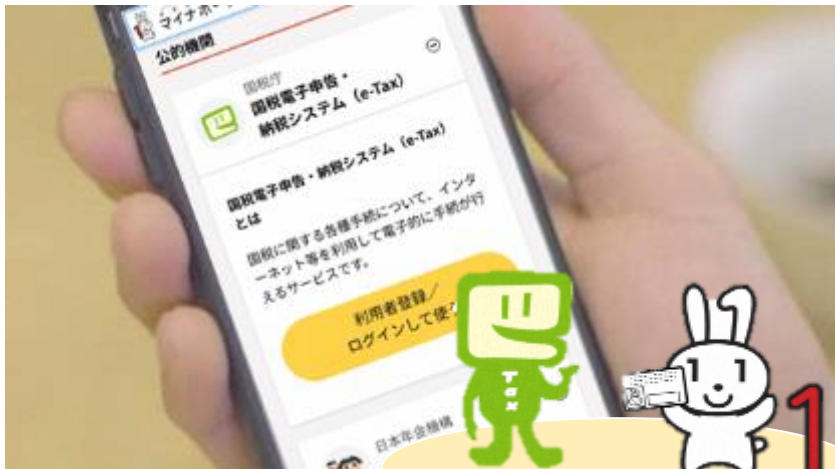 マイナポー
公的機関
国税庁
国税電子申告・
納税システム（e-Tax）
国税電子申告・納税システム（e-Tax）
とは
国税に関する各種手続について、インタ
ーネット等を利用して電子的に手続が行
えるサービスです。
利用者登録／
ログインして使
Tax
日本年金機構
1